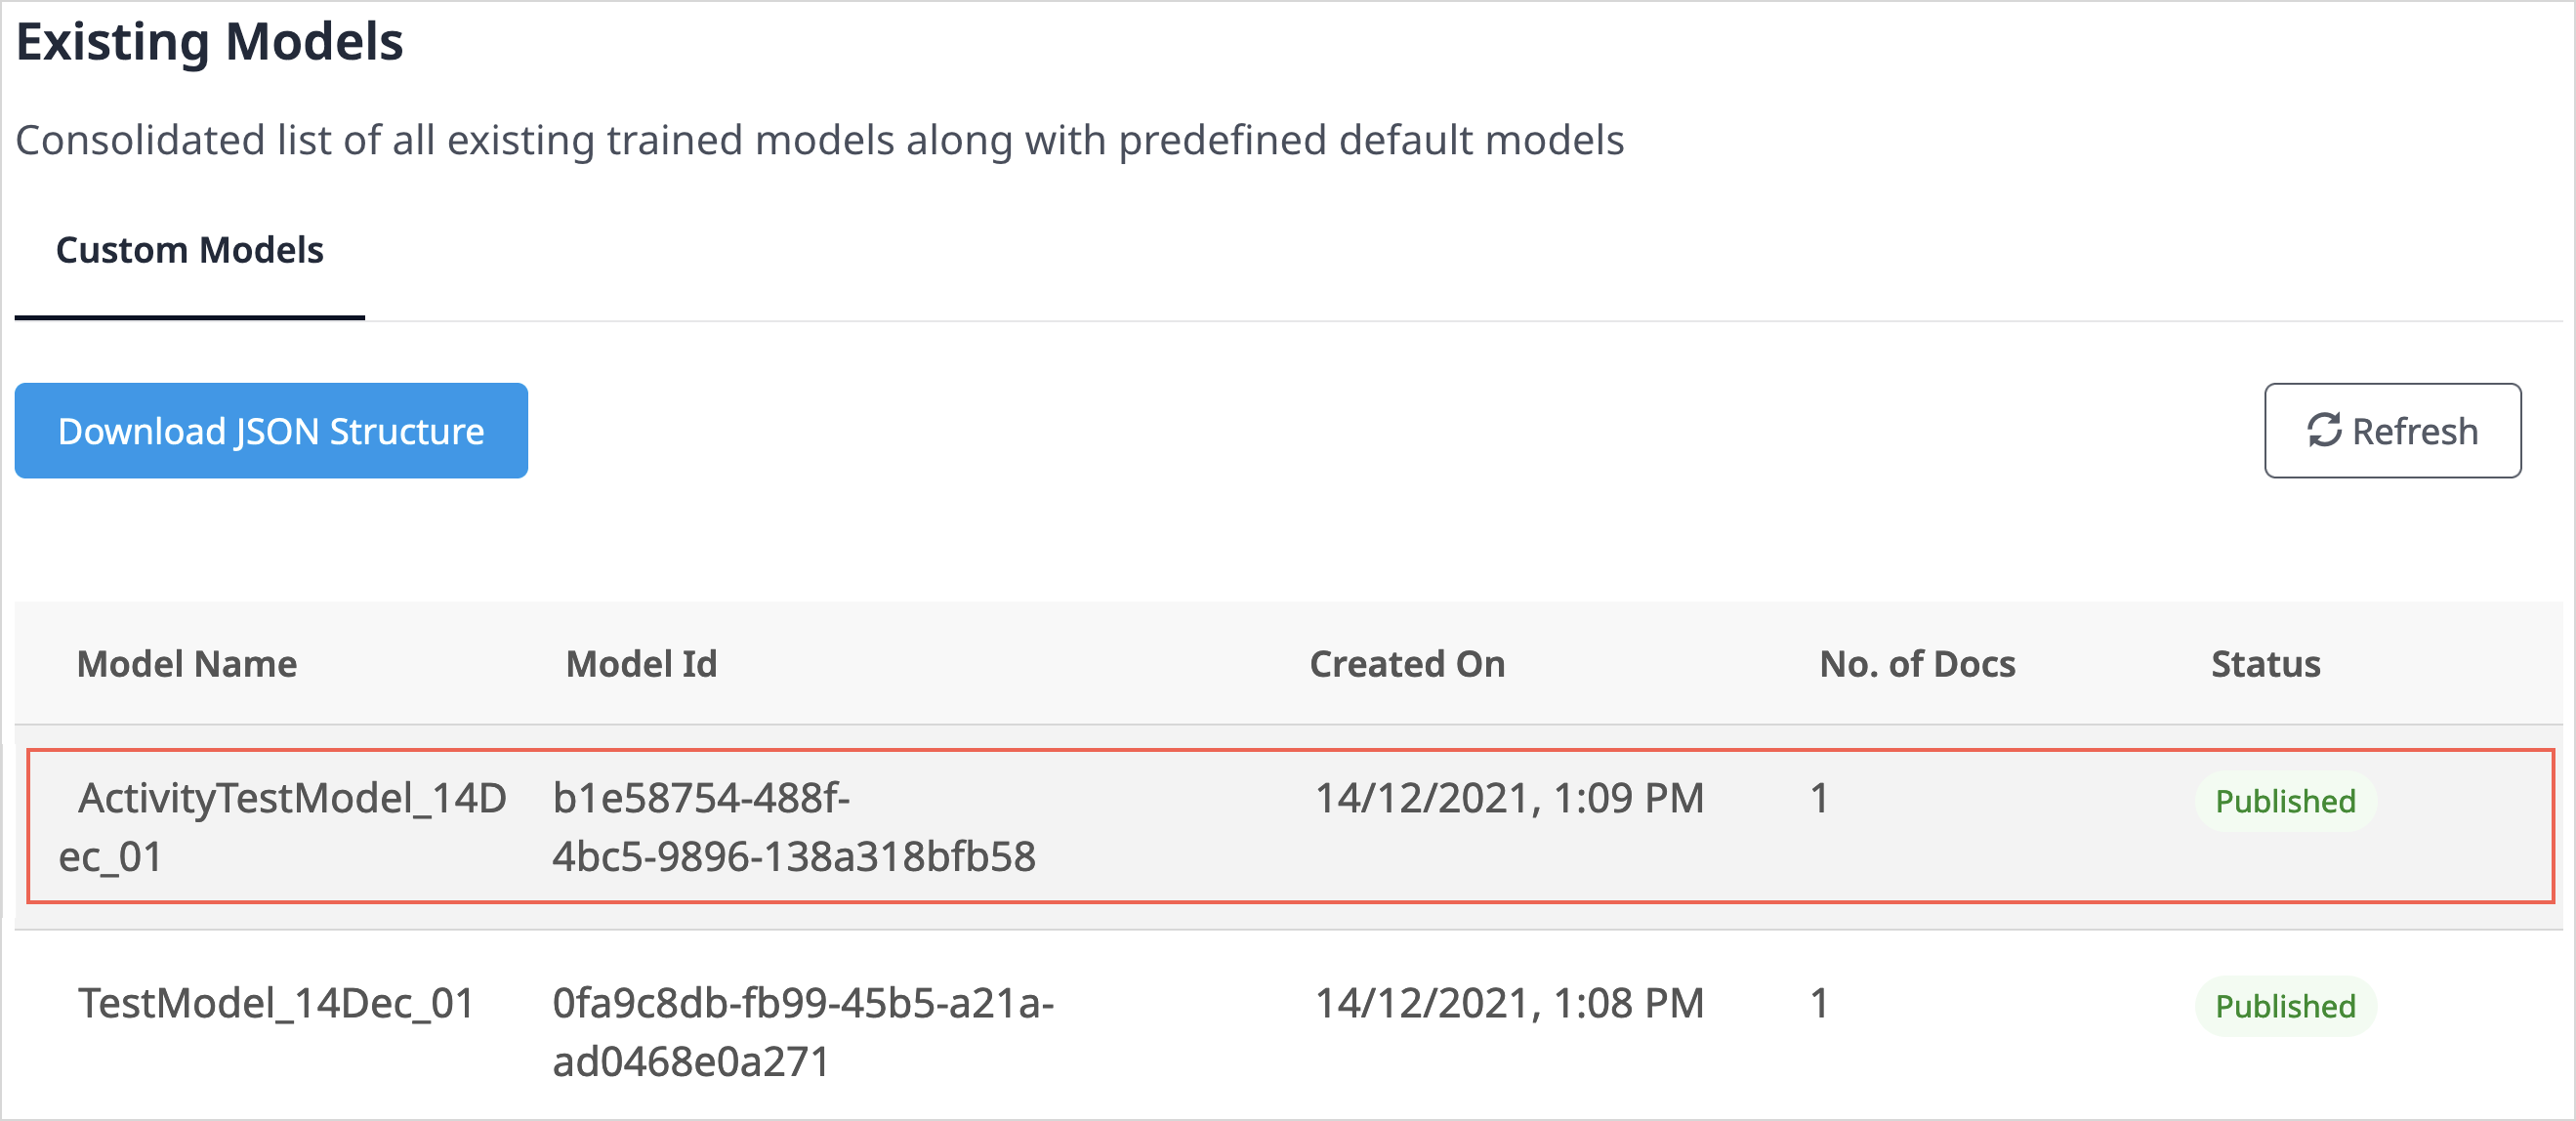 Existing Models
Consolidated list of all existing trained models along with predefined default models
Custom Models
Download JSON Structure
Refresh
Model Name Model Id Created On No. of Docs Status
ActivityTestModel_14D b1e58754-488f- 14/12/2021, 1:09 PM 1 Published
ec_01 4bc5-9896-138a318bfb58
TestModel_14Dec_01 0fa9c8db-fb99-45b5-a21a- 14/12/2021, 1:08 PM 1 Published
ad0468e0a271